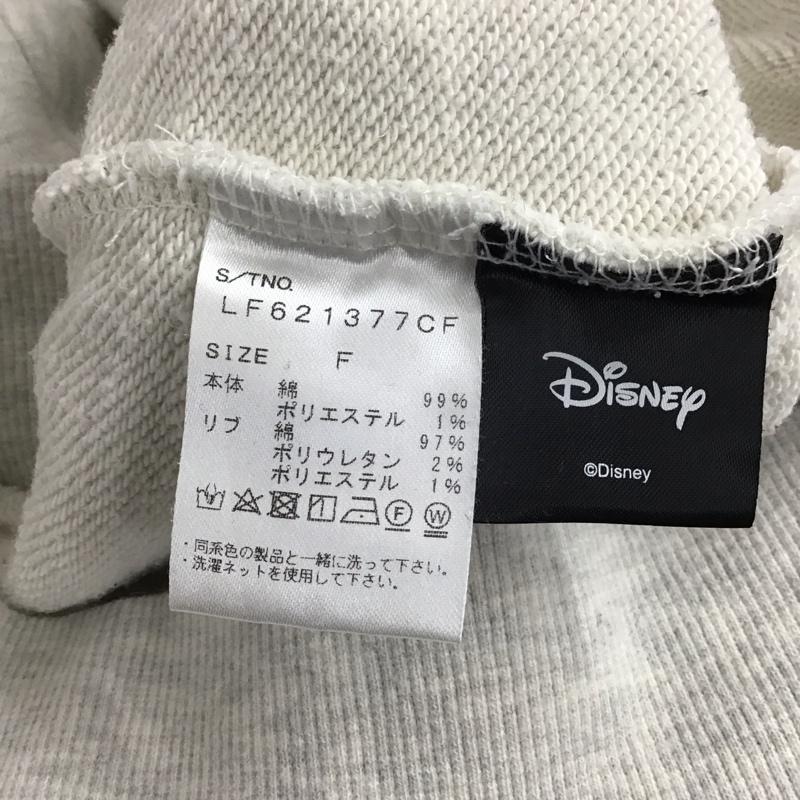 S/TNO.
LF621377CF
SIZE F
本体 綿 99%
ポリエステル 1%
リブ 綿 97%
ポリウレタン 2%
ポリエステル 1%
F W
・同系色の製品と一緒に洗って下さい。
・洗濯ネットを使用して下さい。
Disney
©Disney